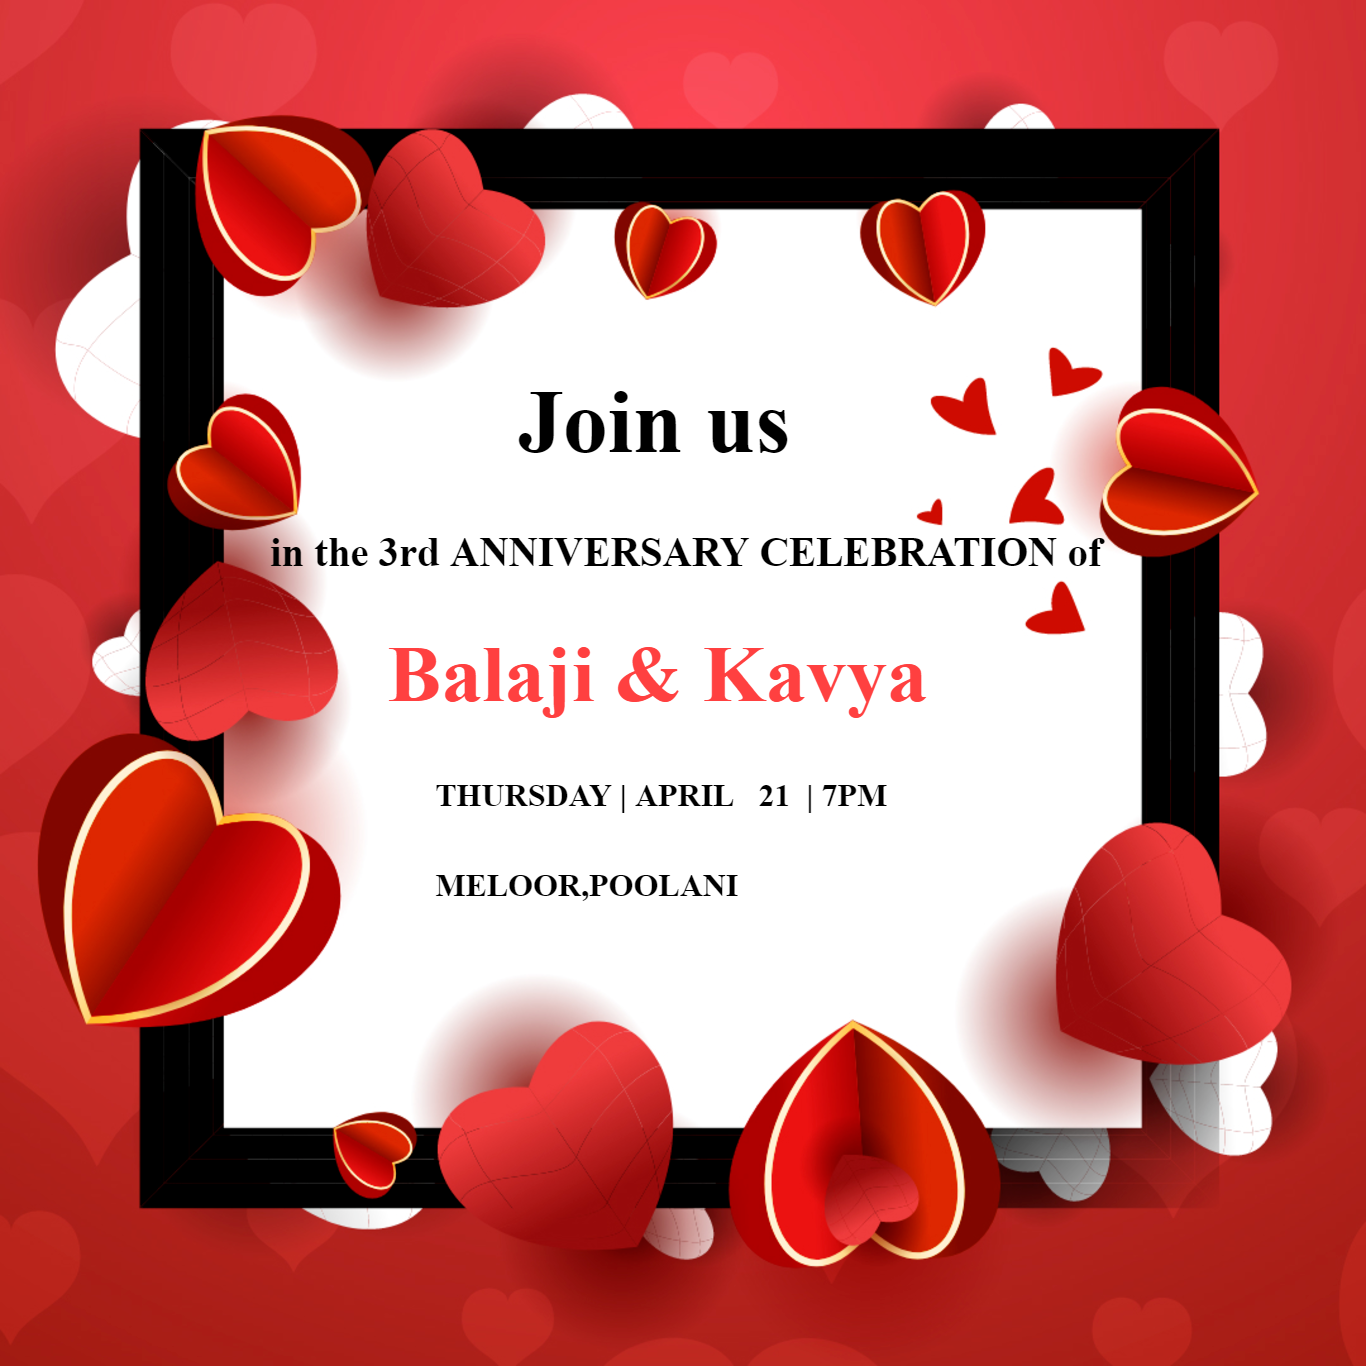 Join us
in the 3rd ANNIVERSARY CELEBRATION of
Balaji & Kavya
THURSDAY | APRIL 21 | 7PM
MELOOR,POOLANI